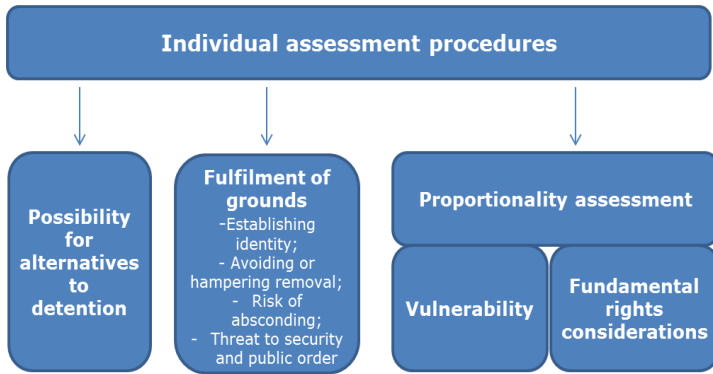 Individual assessment procedures
Possibility
for
alternatives
to
detention
Fulfilment of
grounds
-Establishing
identity;
- Avoiding or
hampering removal;
- Risk of
absconding;
- Threat to security
and public order
Proportionality assessment
Vulnerability
Fundamental
rights
considerations